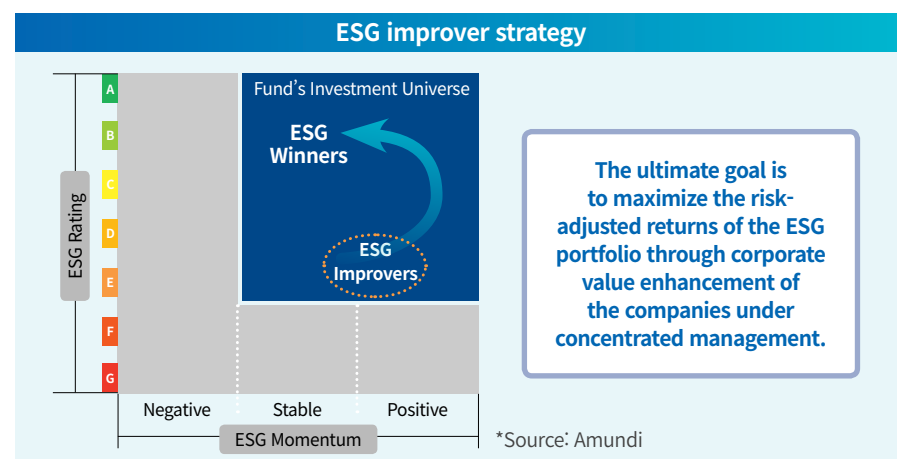 ESG improver strategy
Fund's Investment Universe
ESG
Winners
ESG
Improvers
ESG Rating
A
B
C
D
E
F
G
Negative
Stable
Positive
ESG Momentum
The ultimate goal is
to maximize the risk-
adjusted returns of the ESG
portfolio through corporate
value enhancement of
the companies under
concentrated management.
*Source: Amundi